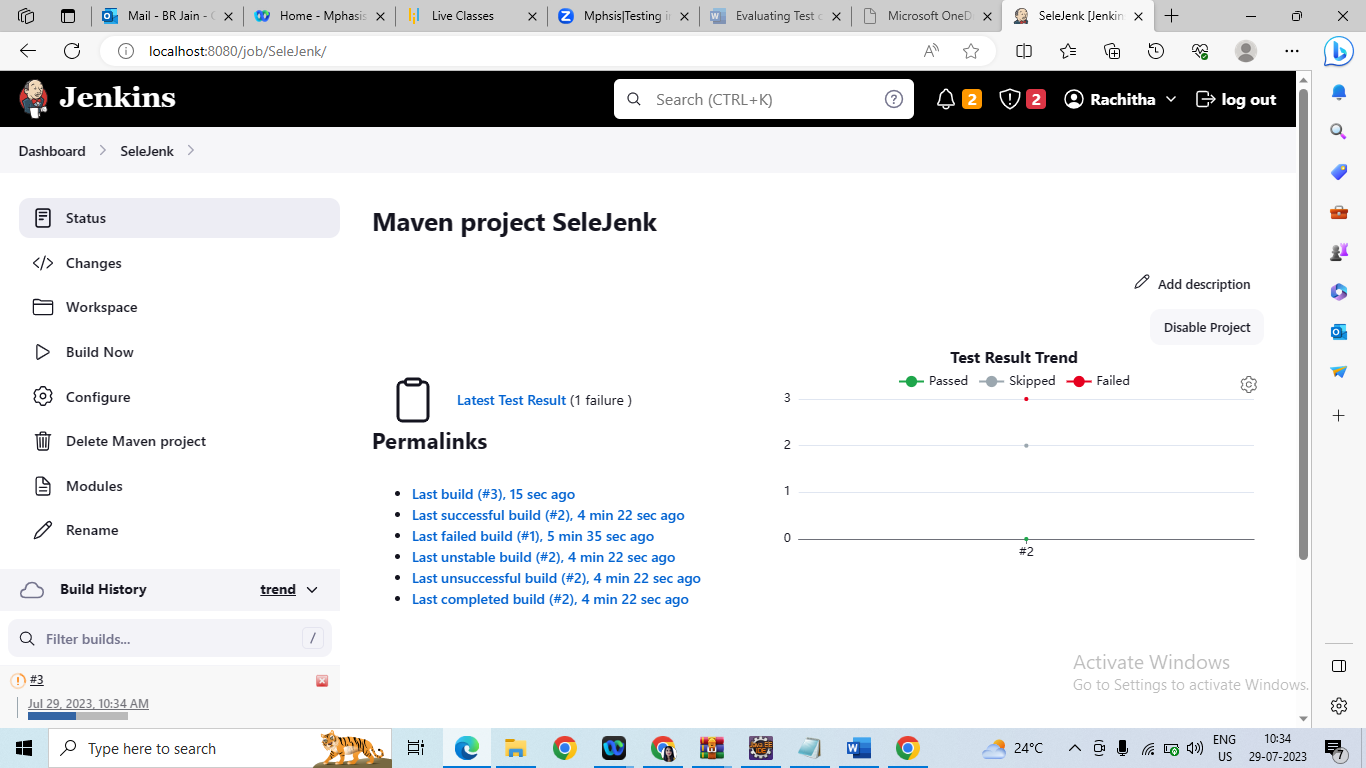 Mail - BR Jain - O
Home - Mphasis
Live Classes
Mphsis|Testing in
Evaluating Test c
Microsoft OneD
SeleJenk [Jenkin
localhost:8080/job/SeleJenk/
Jenkins
Search (CTRL+K)
2
2
Rachitha
log out
Dashboard
SeleJenk
Status
Changes
Workspace
Build Now
Configure
Delete Maven project
Modules
Rename
Build History
trend
Filter builds...
/
#3
Jul 29, 2023, 10:34 AM
Maven project SeleJenk
Add description
Disable Project
Latest Test Result (1 failure )
Permalinks
Last build (#3), 15 sec ago
Last successful build (#2), 4 min 22 sec ago
Last failed build (#1), 5 min 35 sec ago
Last unstable build (#2), 4 min 22 sec ago
Last unsuccessful build (#2), 4 min 22 sec ago
Last completed build (#2), 4 min 22 sec ago
Test Result Trend
Passed Skipped Failed
3
2
1
0
#2
Activate Windows
Go to Settings to activate Windows.
Type here to search
24°C
ENG
US
10:34
29-07-2023
7